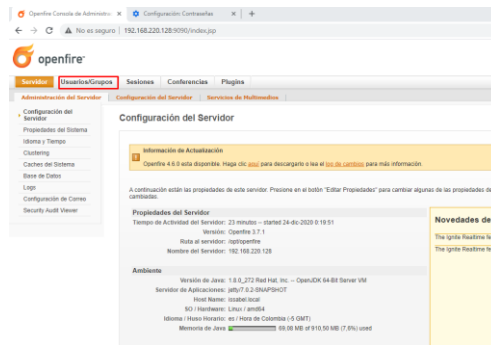 Openfire Consola de Administra
Configuración: Contraseñas
No es seguro | 192.168.220.128:9090/index.jsp
openfire
Servidor Usuarios/Grupos Sesiones Conferencias Plugins
Administración del Servidor Configuración del Servidor Servicios de Multimedios
Configuración del Servidor
Propiedades del Sistema
Idioma y Tiempo
Clustering
Caches del Sistema
Base de Datos
Logs
Configuración de Correo
Security Audit Viewer
Configuración del Servidor
Información de Actualización
Openfire 4.6.0 esta disponible. Haga clic aquí para descargarlo o lea el log de cambios para más información.
A continuación están las propiedades de este servidor. Presione en el botón "Editar Propiedades" para cambiar algunas de las propiedades de
cambiadas.
Propiedades del Servidor
Tiempo de Actividad del Servidor: 23 minutos -- started 24-dic-2020 0:19:51
Versión: Openfire 3.7.1
Ruta al servidor: /opt/openfire
Nombre del Servidor: 192.168.220.128
Ambiente
Versión de Java: 1.8.0_272 Red Hat, Inc. -- OpenJDK 64-Bit Server VM
Servidor de Aplicaciones: jetty/7.0.2-SNAPSHOT
Host Name: issabel.local
SO / Hardware: Linux / amd64
Idioma / Huso Horario: es / Hora de Colombia (-5 GMT)
Memoria de Java 69,08 MB of 910,50 MB (7,6%) used
Novedades de
The Ignite Realtime fe
The Ignite Realtime fe